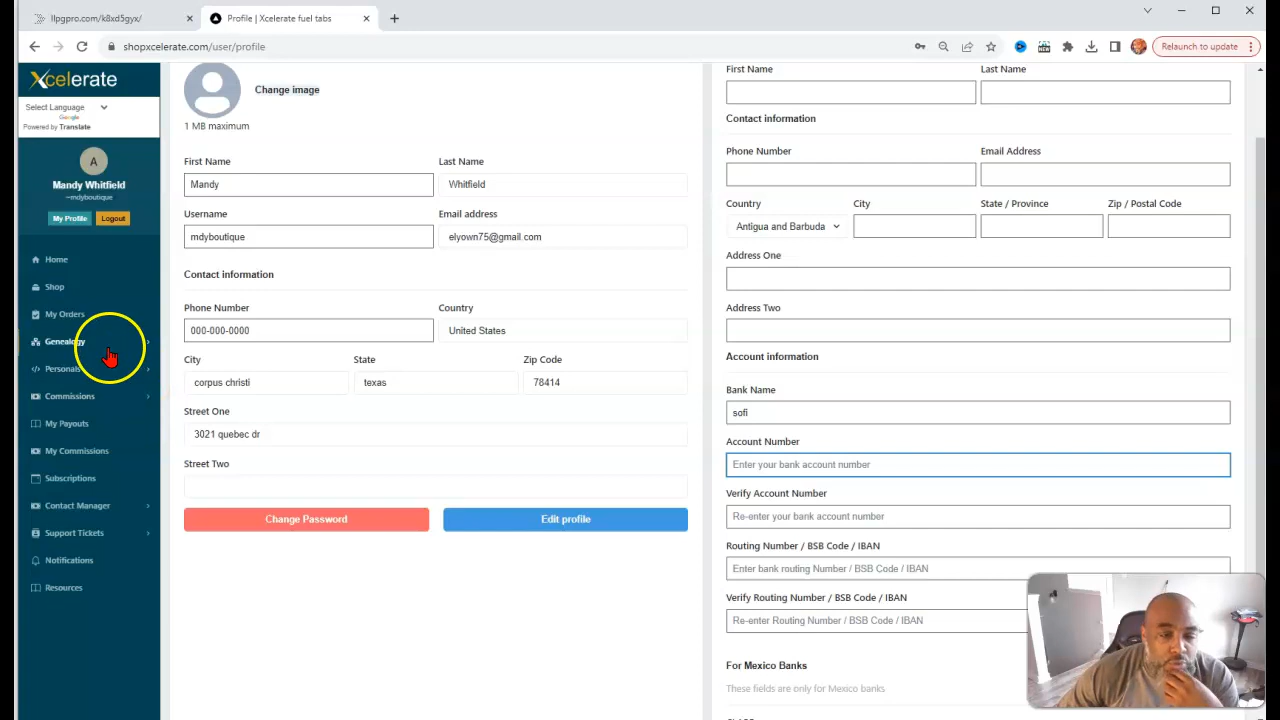 llpgpro.com/k8xd5gyx/
Profile | Xcelerate fuel tabs
shopxcelerate.com/user/profile
Relaunch to update
Xcelerate
Select Language
Google
Powered by Translate
A
Mandy Whitfield
~mdyboutique
My Profile
Logout
Home
Shop
My Orders
Genealogy
Personals
Commissions
My Payouts
My Commissions
Subscriptions
Contact Manager
Support Tickets
Notifications
Resources
Change image
1 MB maximum
First Name
Last Name
Mandy
Whitfield
Username
Email address
mdyboutique
elyown75@gmail.com
Contact information
Phone Number
Country
000-000-0000
United States
City
State
Zip Code
corpus christi
texas
78414
Street One
3021 quebec dr
Street Two
Change Password
Edit profile
First Name
Last Name
Contact information
Phone Number
Email Address
Country
City
State / Province
Zip / Postal Code
Antigua and Barbuda
Address One
Address Two
Account information
Bank Name
sofi
Account Number
Enter your bank account number
Verify Account Number
Re-enter your bank account number
Routing Number / BSB Code / IBAN
Enter bank routing Number / BSB Code / IBAN
Verify Routing Number / BSB Code / IBAN
Re-enter Routing Number / BSB Code / IBAN
For Mexico Banks
These fields are only for Mexico banks